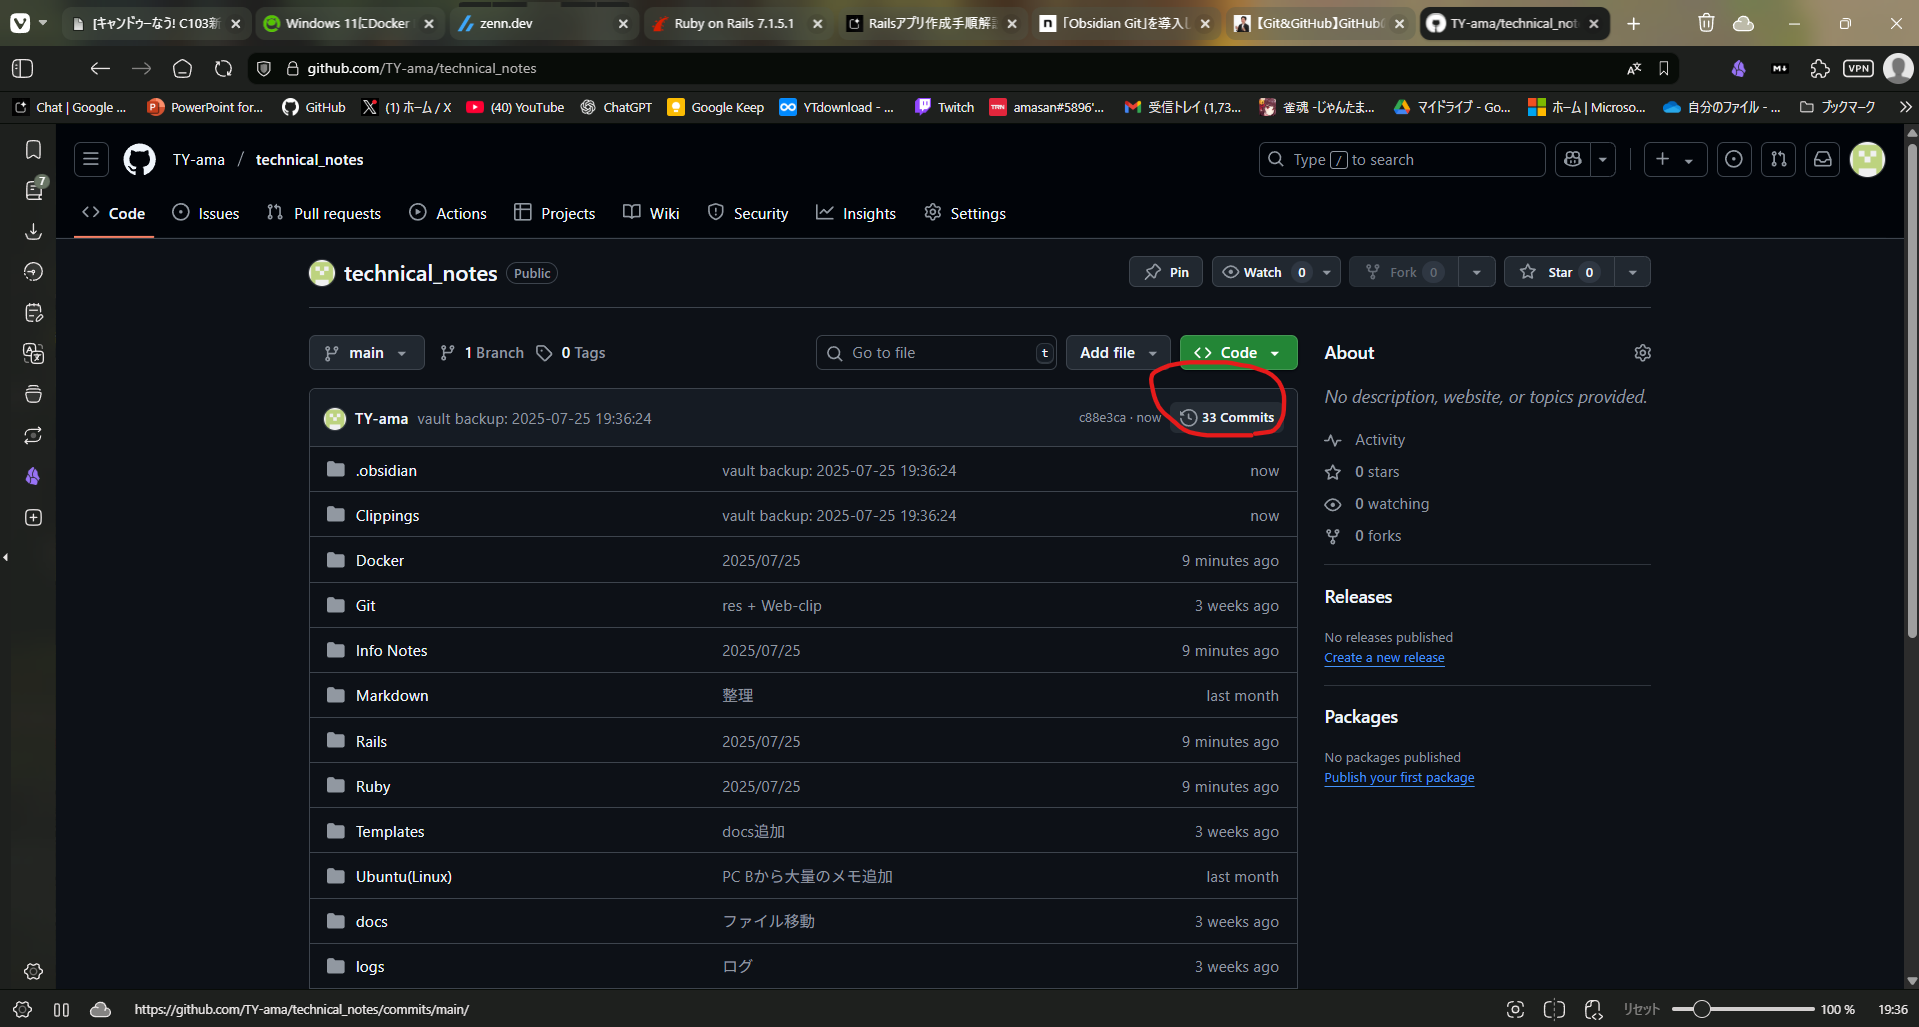 [キャンドゥーなう! C103新
Windows 11にDocker
zenn.dev
Ruby on Rails 7.1.5.1
Railsアプリ作成手順解
「Obsidian Git」を導入し
【Git&GitHub】GitHub
TY-ama/technical_not
github.com/TY-ama/technical_notes
VPN
Chat | Google ...
PowerPoint for...
GitHub
(1) ホーム / X
(40) YouTube
ChatGPT
Google Keep
YTdownload - ...
Twitch
amasan#5896'...
受信トレイ (1,73...
雀魂 -じゃんたま...
マイドライブ - Go...
ホーム | Microso...
自分のファイル - ...
ブックマーク
7
TY-ama / technical_notes
Type / to search
Code
Issues
Pull requests
Actions
Projects
Wiki
Security
Insights
Settings
technical_notes Public
Pin
Watch 0
Fork 0
Star 0
main
1 Branch
0 Tags
Go to file t
Add file
Code
TY-ama vault backup: 2025-07-25 19:36:24 c88e3ca · now 33 Commits
.obsidian vault backup: 2025-07-25 19:36:24 now
Clippings vault backup: 2025-07-25 19:36:24 now
Docker 2025/07/25 9 minutes ago
Git res + Web-clip 3 weeks ago
Info Notes 2025/07/25 9 minutes ago
Markdown 整理 last month
Rails 2025/07/25 9 minutes ago
Ruby 2025/07/25 9 minutes ago
Templates docs追加 3 weeks ago
Ubuntu(Linux) PC Bから大量のメモ追加 last month
docs ファイル移動 3 weeks ago
logs ログ 3 weeks ago
About
No description, website, or topics provided.
Activity
0 stars
0 watching
0 forks
Releases
No releases published
Create a new release
Packages
No packages published
Publish your first package
https://github.com/TY-ama/technical_notes/commits/main/
リセット
100 %
19:36